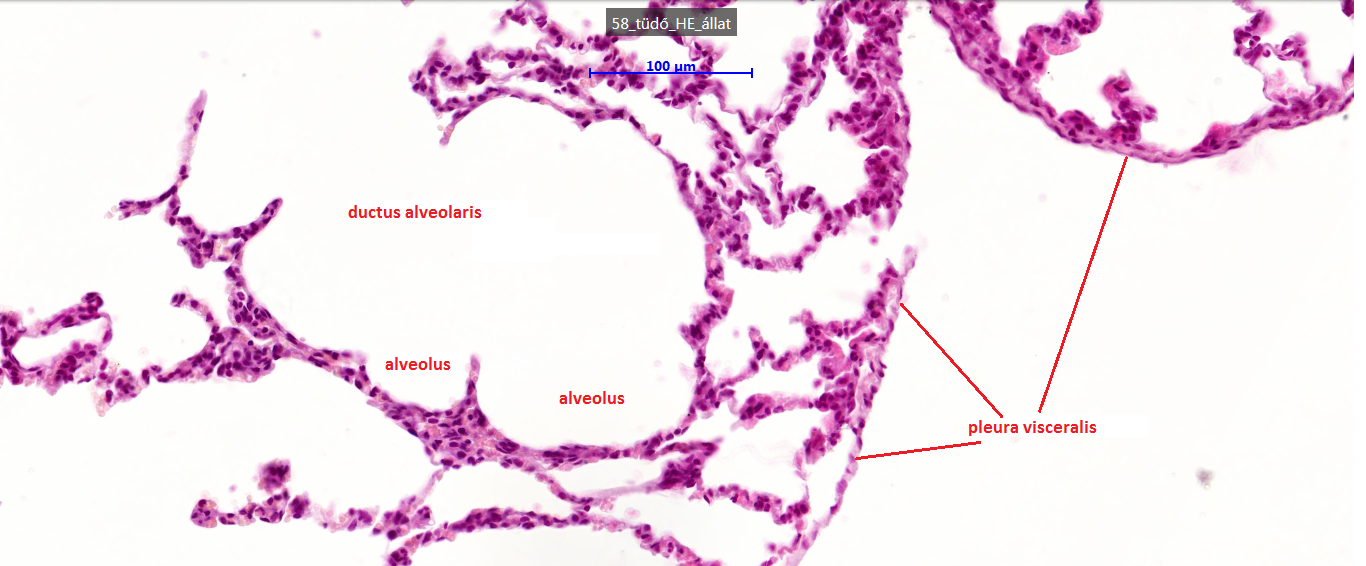 58_tüdő_HE_állat
100 µm
ductus alveolaris
alveolus
alveolus
pleura visceralis